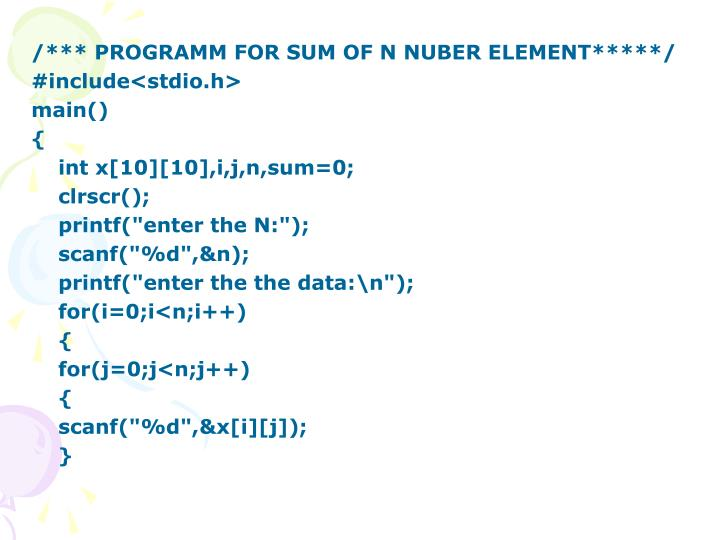 /*** PROGRAMM FOR SUM OF N NUBER ELEMENT*****/
#include<stdio.h>
main()
{
int x[10][10],i,j,n,sum=0;
clrscr();
printf("enter the N:");
scanf("%d",&n);
printf("enter the the data:\n");
for(i=0;i<n;i++)
{
for(j=0;j<n;j++)
{
scanf("%d",&x[i][j]);
}